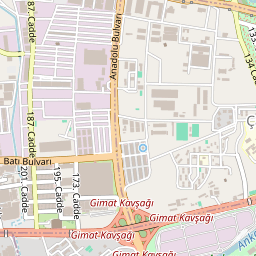 187. Cadde
Anadolu Bulvarı
134. Cadde
187. Cadde
Batı Bulvarı
201. Cadde
195. Cadde
173. Cadde
Gimat Kavşağı
Gimat Kavşağı
Gimat Kavşağı
Gimat Kavşağı